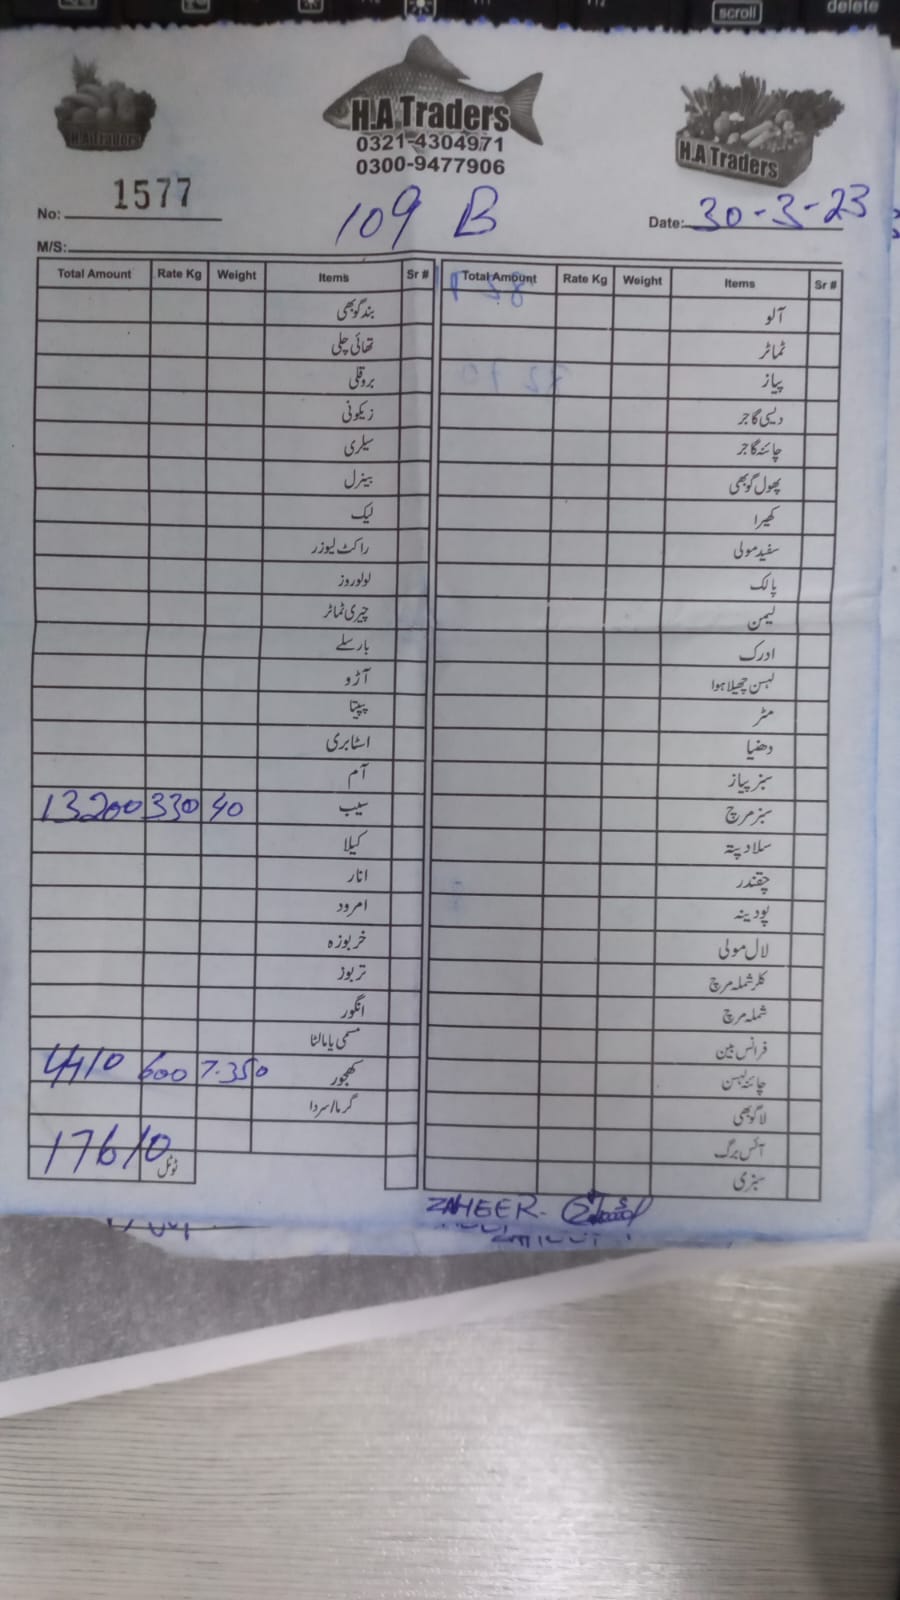 scroll
delete
H.A Traders
H.A Traders
H.A Traders
0321-4304971
0300-9477906
No: 1577
109 B
Date: 30-3-23
M/S:
Total Amount Rate Kg Weight Items Sr # Total Amount Rate Kg Weight Items Sr #
بند گوبھی آلو
تھائی چلی ٹماٹر
بروقلی پیاز
زیکونی دیسی گاجر
سیلری چائنہ گاجر
بیزل پھول گوبھی
لیک کھیرا
راکٹ لیوزر سفید مولی
لولوروز پالک
چیری ٹماٹر لیمن
بارسلے ادرک
آڑو لہسن چھیلا ہوا
پپیتا مٹر
اسٹابری دھنیا
آم سبز پیاز
13200 330 40 سیب سبز مرچ
کیلا سلاد پتہ
انار چقندر
امرود پودینہ
خربوزہ لال مولی
تربوز کلر شملہ مرچ
انگور شملہ مرچ
مسمی یا مالٹا فرانس بین
4410 600 7.350 کھجور چائنہ لہسن
گرما/سردا لا گوبھی
آئس برگ
17610 ٹوٹل سبزی
ZAHEER.